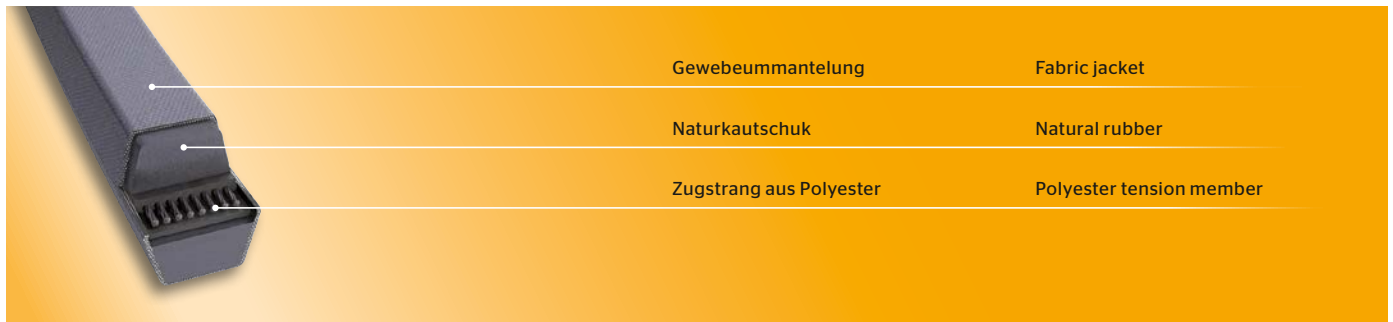 Gewebeummantelung Fabric jacket
Naturkautschuk Natural rubber
Zugstrang aus Polyester Polyester tension member